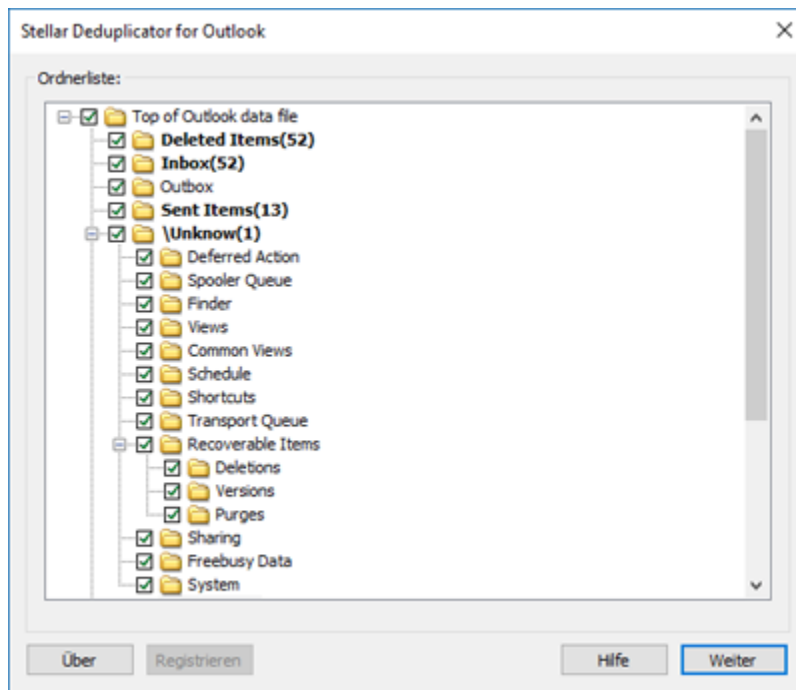 Stellar Deduplicator for Outlook
Ordnerliste:
Top of Outlook data file
Deleted Items(52)
Inbox(52)
Outbox
Sent Items(13)
\Unknow(1)
Deferred Action
Spooler Queue
Finder
Views
Common Views
Schedule
Shortcuts
Transport Queue
Recoverable Items
Deletions
Versions
Purges
Sharing
Freebusy Data
System
Über Registrieren Hilfe Weiter